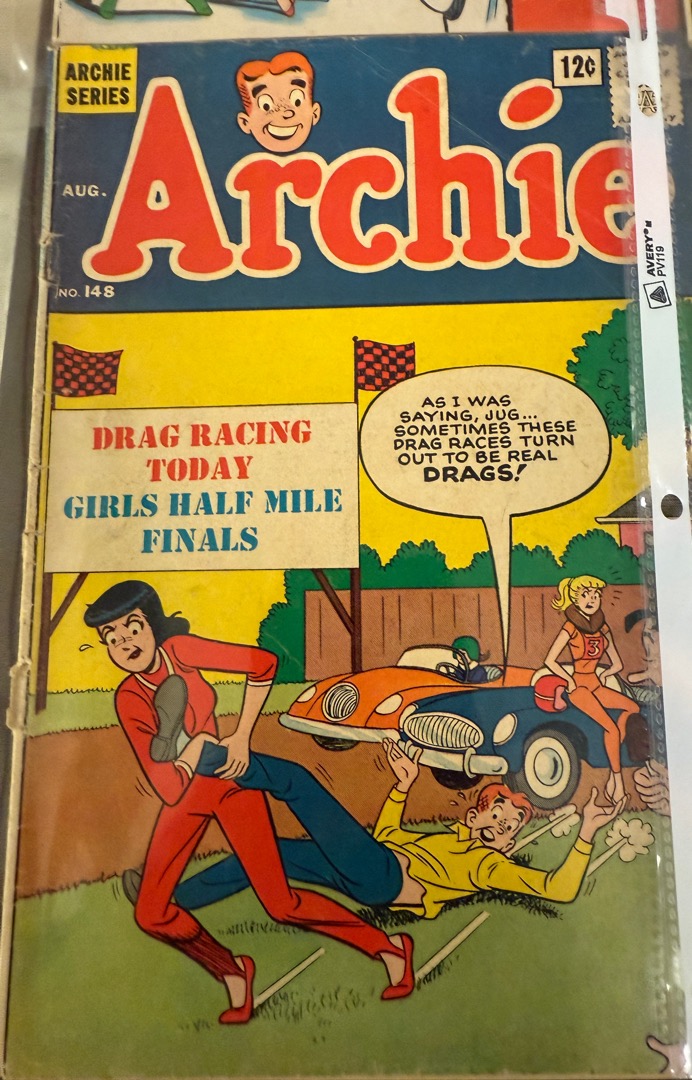 ARCHIE
SERIES
12¢
Archie
AUG.
NO. 148
AVERY®
PV119
DRAG RACING
TODAY
GIRLS HALF MILE
FINALS
AS I WAS
SAYING, JUG...
SOMETIMES THESE
DRAG RACES TURN
OUT TO BE REAL
DRAGS!
3